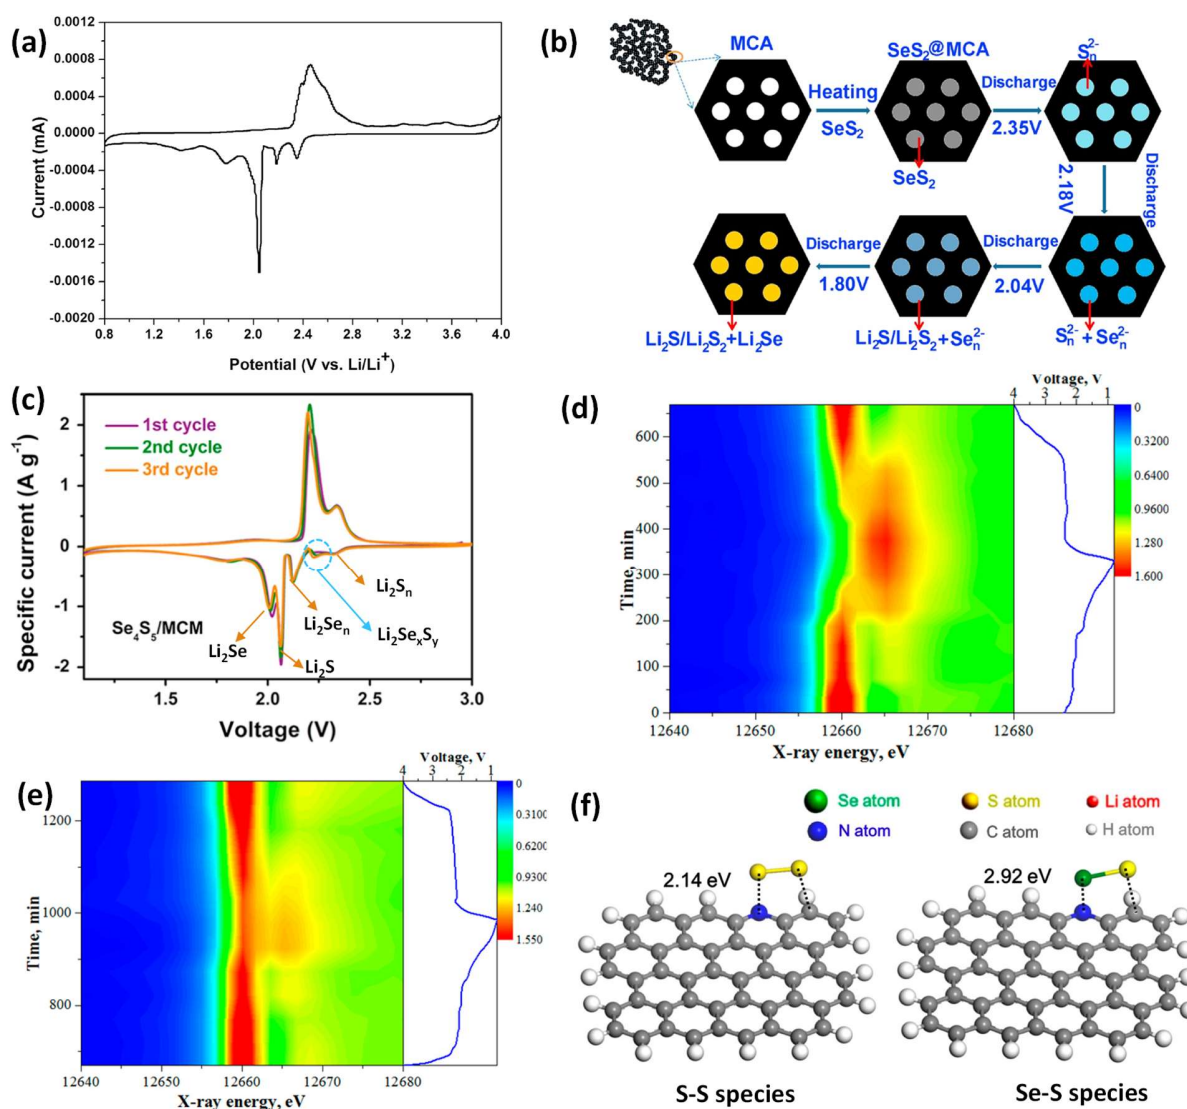 (a)
0.0012
0.0008
0.0004
0.0000
-0.0004
-0.0008
-0.0012
-0.0016
-0.0020
Current (mA)
0.8 1.2 1.6 2.0 2.4 2.8 3.2 3.6 4.0
Potential (V vs. Li/Li⁺)
(b)
MCA
Heating
SeS₂
SeS₂@MCA
SeS₂
Discharge
2.35V
Sₙ²⁻
Discharge
2.18V
Sₙ²⁻ + Seₙ²⁻
Discharge
2.04V
Li₂S/Li₂S₂+Seₙ²⁻
Discharge
1.80V
Li₂S/Li₂S₂+Li₂Se
(c)
2
1
0
-1
-2
Specific current (A g⁻¹)
1st cycle
2nd cycle
3rd cycle
Li₂Sₙ
Li₂Seₙ
Li₂SeₓSᵧ
Li₂Se
Li₂S
Se₄S₅/MCM
1.5 2.0 2.5 3.0
Voltage (V)
(d)
Voltage, V
4 3 2 1
600
500
400
300
200
100
0
Time, min
12640 12650 12660 12670 12680
X-ray energy, eV
0
0.3200
0.6400
0.9600
1.280
1.600
(e)
Voltage, V
4 3 2 1
1200
1000
800
Time, min
12640 12650 12660 12670 12680
X-ray energy, eV
0
0.3100
0.6200
0.9300
1.240
1.550
(f)
Se atom S atom Li atom
N atom C atom H atom
2.14 eV
2.92 eV
S-S species
Se-S species